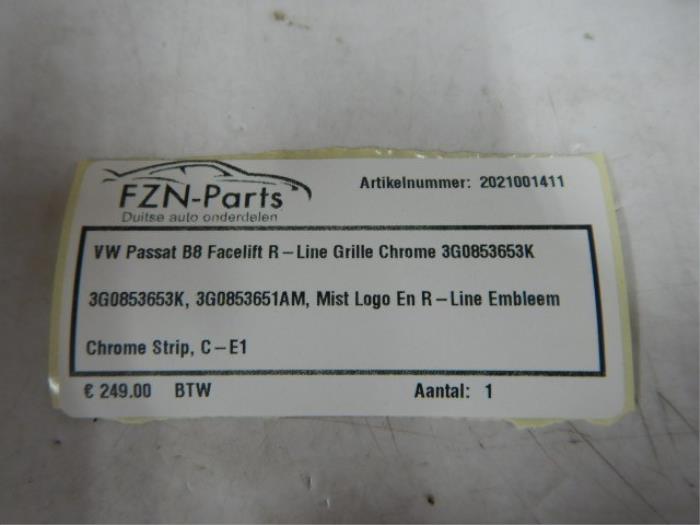 FZN-Parts
Duitse auto onderdelen
Artikelnummer: 2021001411
VW Passat B8 Facelift R-Line Grille Chrome 3G0853653K
3G0853653K, 3G0853651AM, Mist Logo En R-Line Embleem
Chrome Strip, C-E1
€ 249.00 BTW Aantal: 1